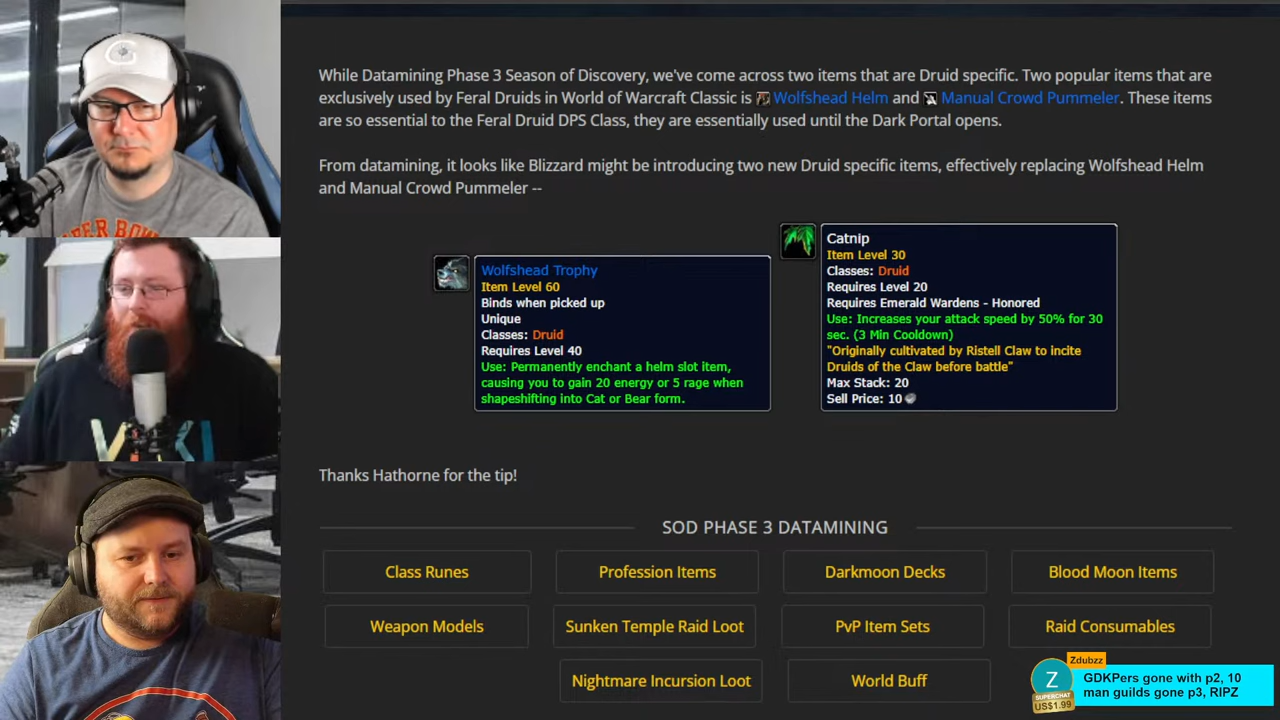 While Datamining Phase 3 Season of Discovery, we've come across two items that are Druid specific. Two popular items that are
exclusively used by Feral Druids in World of Warcraft Classic is Wolfshead Helm and Manual Crowd Pummeler. These items
are so essential to the Feral Druid DPS Class, they are essentially used until the Dark Portal opens.
From datamining, it looks like Blizzard might be introducing two new Druid specific items, effectively replacing Wolfshead Helm
and Manual Crowd Pummeler --
Wolfshead Trophy
Item Level 60
Binds when picked up
Unique
Classes: Druid
Requires Level 40
Use: Permanently enchant a helm slot item,
causing you to gain 20 energy or 5 rage when
shapeshifting into Cat or Bear form.
Catnip
Item Level 30
Classes: Druid
Requires Level 20
Requires Emerald Wardens - Honored
Use: Increases your attack speed by 50% for 30
sec. (3 Min Cooldown)
"Originally cultivated by Ristell Claw to incite
Druids of the Claw before battle"
Max Stack: 20
Sell Price: 10
Thanks Hathorne for the tip!
SOD PHASE 3 DATAMINING
Class Runes
Profession Items
Darkmoon Decks
Blood Moon Items
Weapon Models
Sunken Temple Raid Loot
PvP Item Sets
Raid Consumables
Nightmare Incursion Loot
World Buff
Zdubzz
Z
SUPERCHAT
US$1.99
GDKPers gone with p2, 10
man guilds gone p3, RIPZ
G